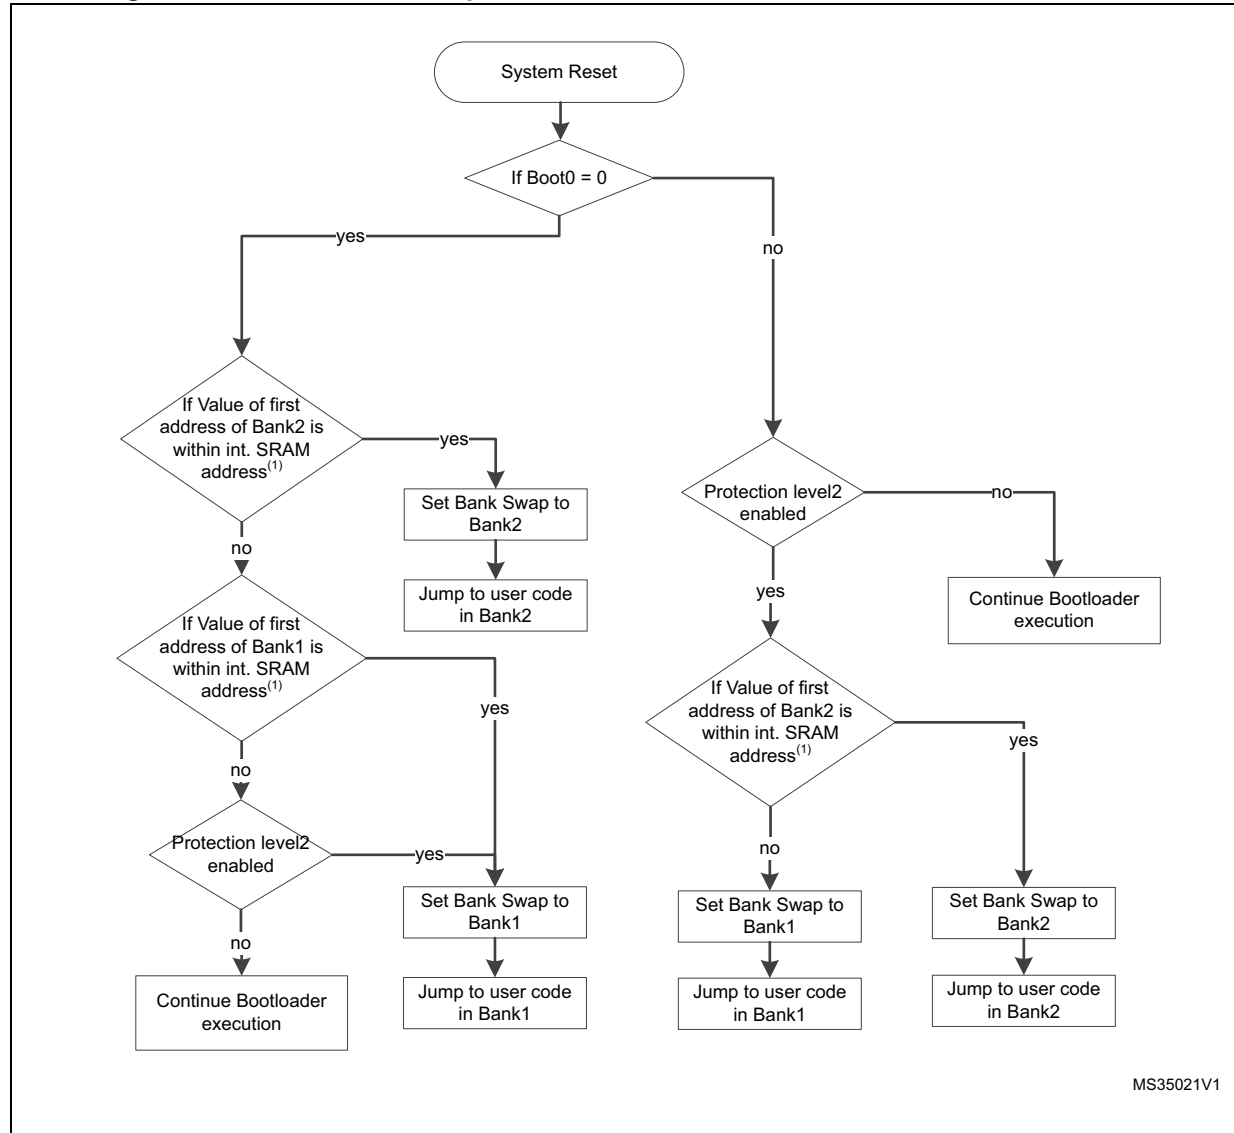 System Reset
If Boot0 = 0
yes
no
If Value of first
address of Bank2 is
within int. SRAM
address(1)
yes
Set Bank Swap to
Bank2
Jump to user code
in Bank2
no
If Value of first
address of Bank1 is
within int. SRAM
address(1)
yes
no
Protection level2
enabled
yes
no
Continue Bootloader
execution
Set Bank Swap to
Bank1
Jump to user code
in Bank1
Protection level2
enabled
no
Continue Bootloader
execution
yes
If Value of first
address of Bank2 is
within int. SRAM
address(1)
yes
no
Set Bank Swap to
Bank1
Jump to user code
in Bank1
Set Bank Swap to
Bank2
Jump to user code
in Bank2
MS35021V1